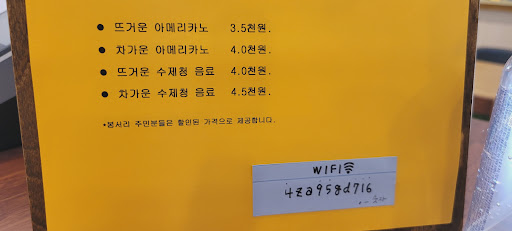 ● 뜨거운 아메리카노 3.5천원.
● 차가운 아메리카노 4.0천원.
● 뜨거운 수제청 음료 4.0천원.
● 차가운 수제청 음료 4.5천원.
*봉서리 주민분들은 할인된 가격으로 제공합니다.
WIFI
4za95gd716